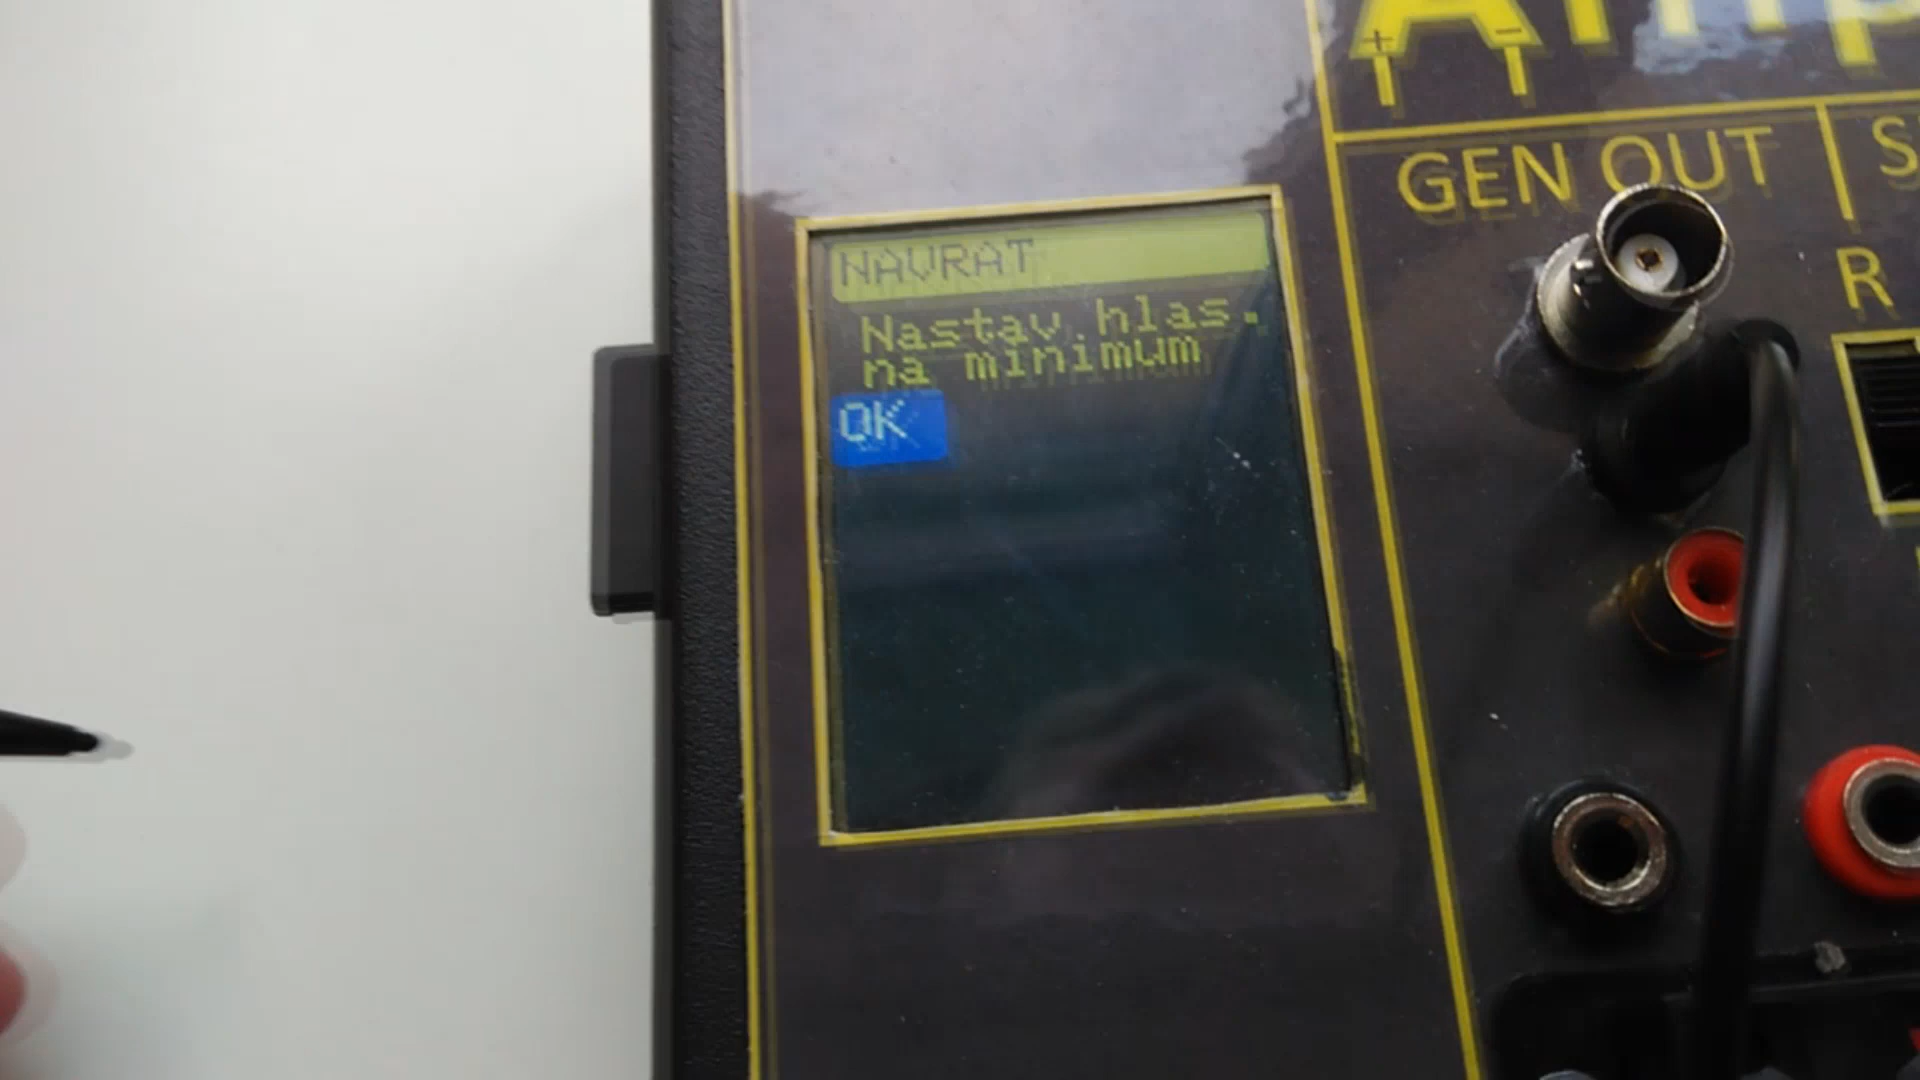 + -
GEN OUT
R
NAVRAT
Nastav hlas.
na minimum
OK